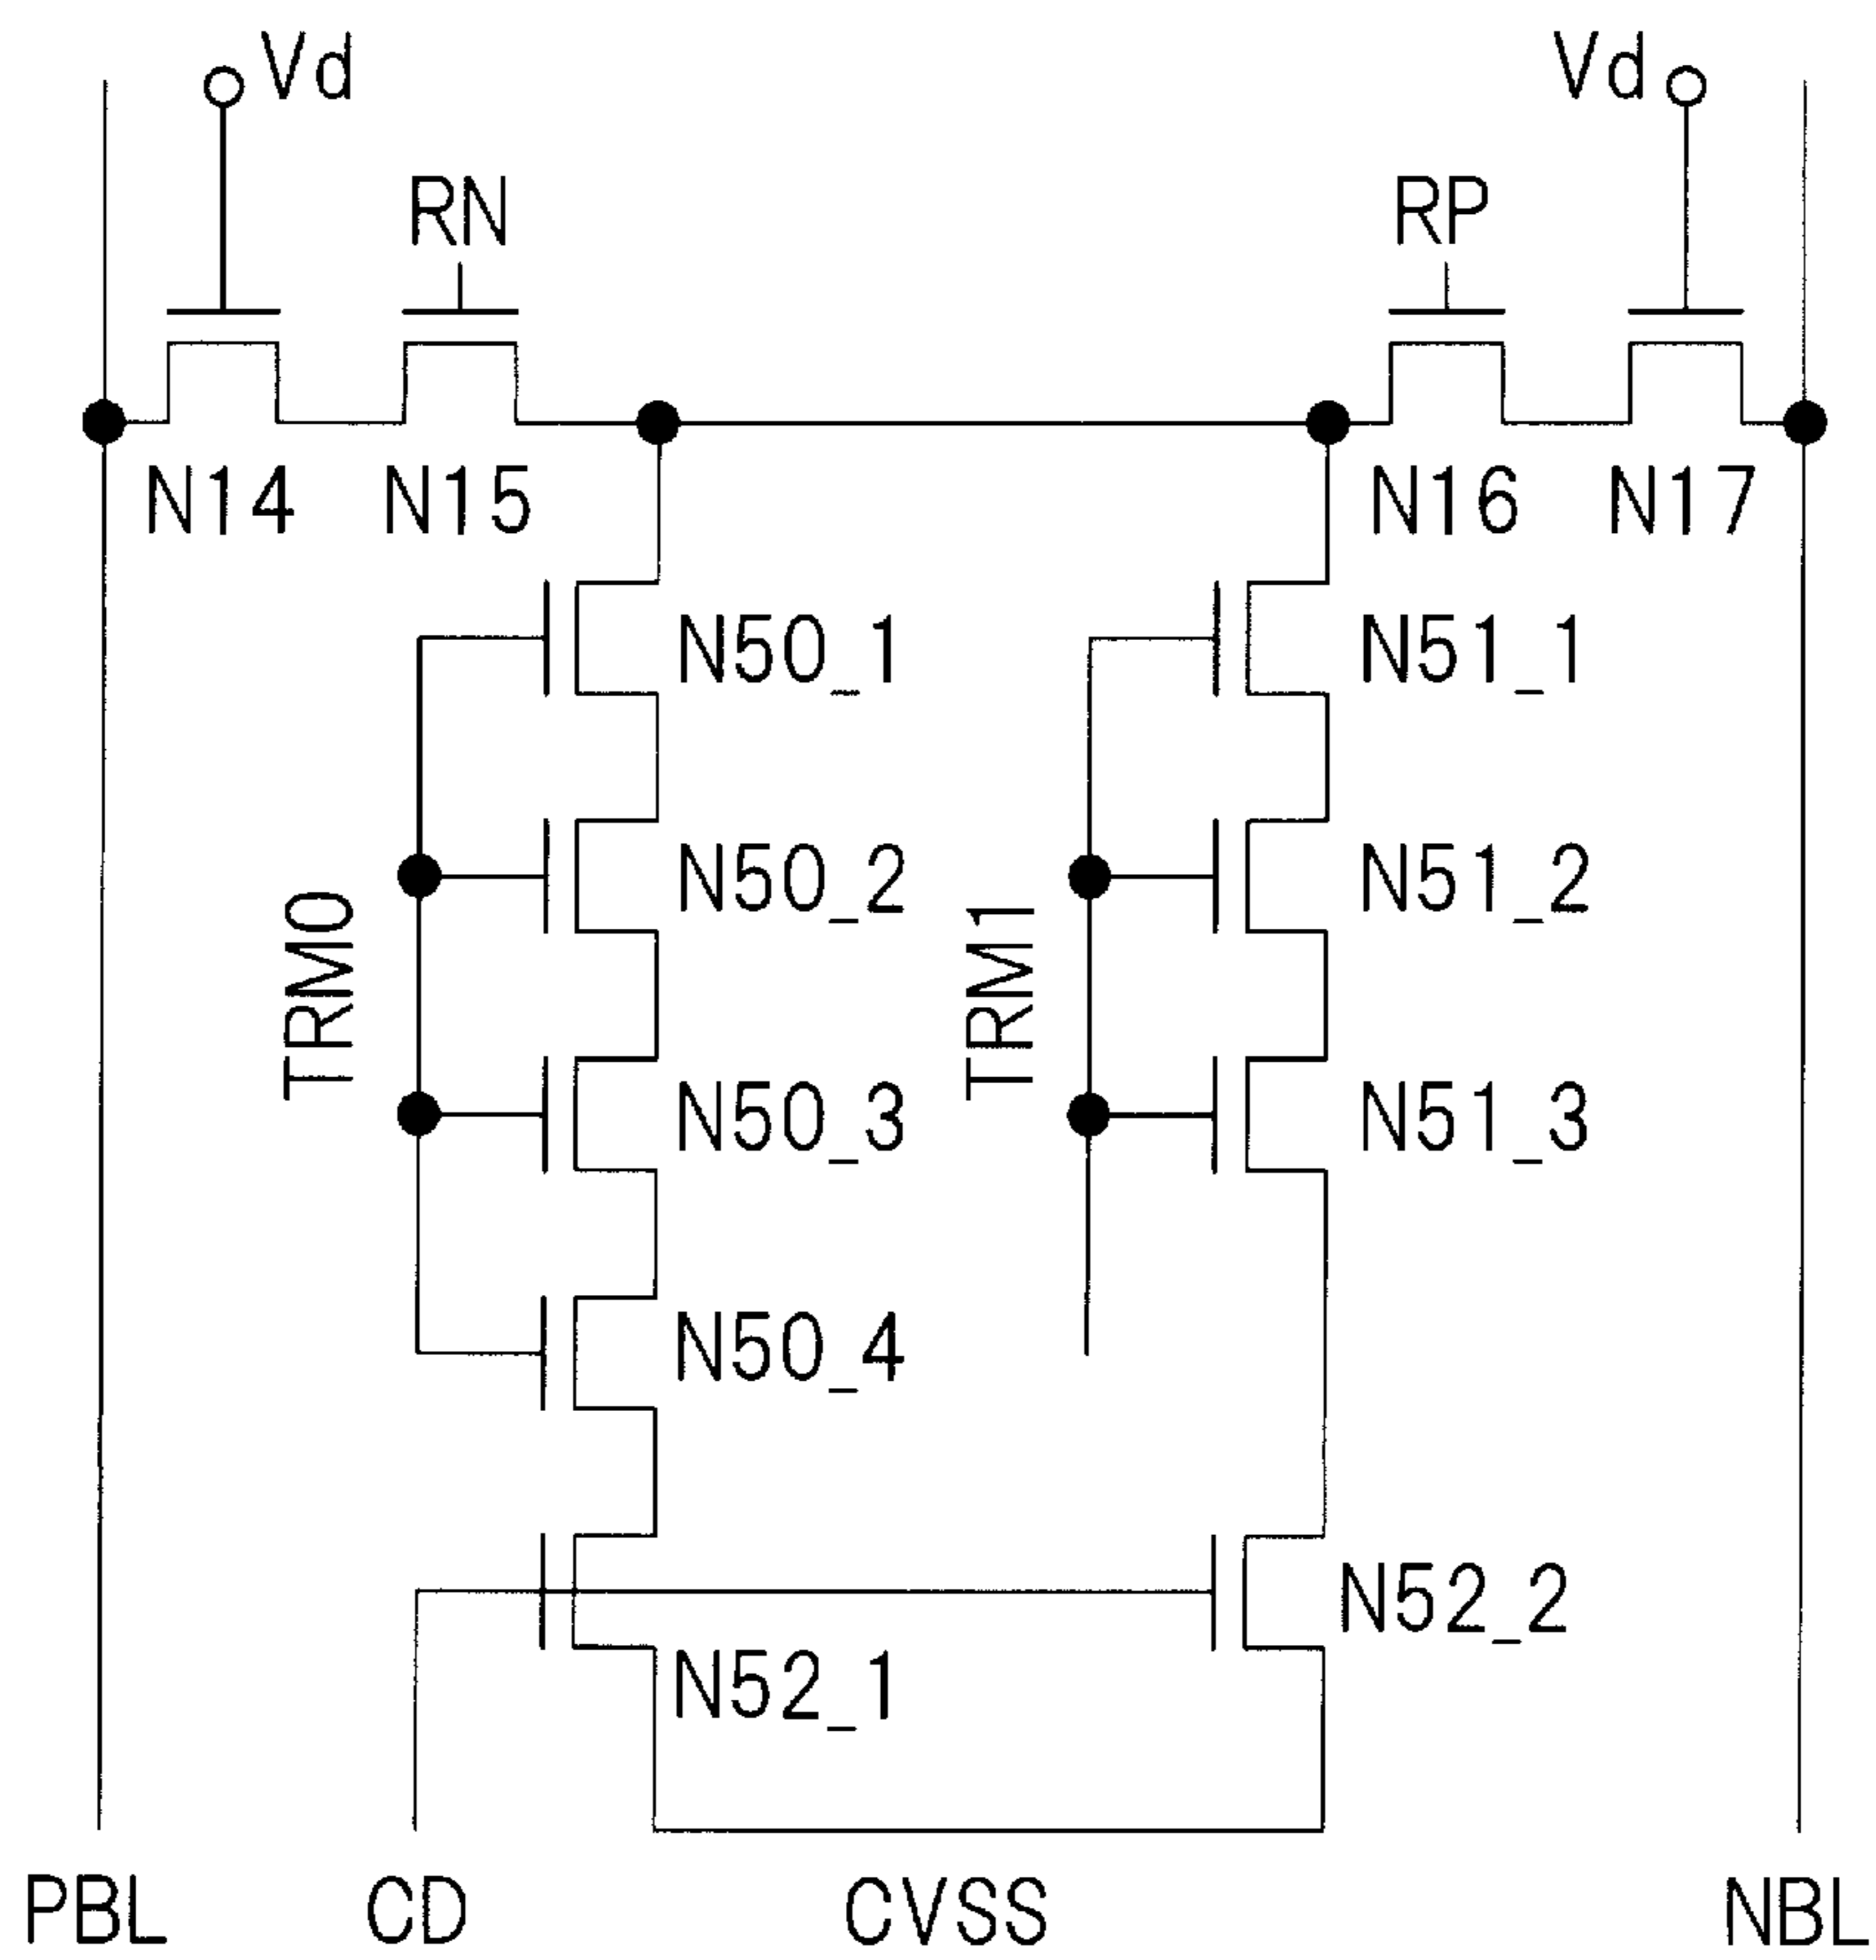 Vd Vd
RN RP
N14 N15 N16 N17
N50_1 N51_1
N50_2 N51_2
TRM0 TRM1
N50_3 N51_3
N50_4
N52_2
N52_1
PBL CD CVSS NBL